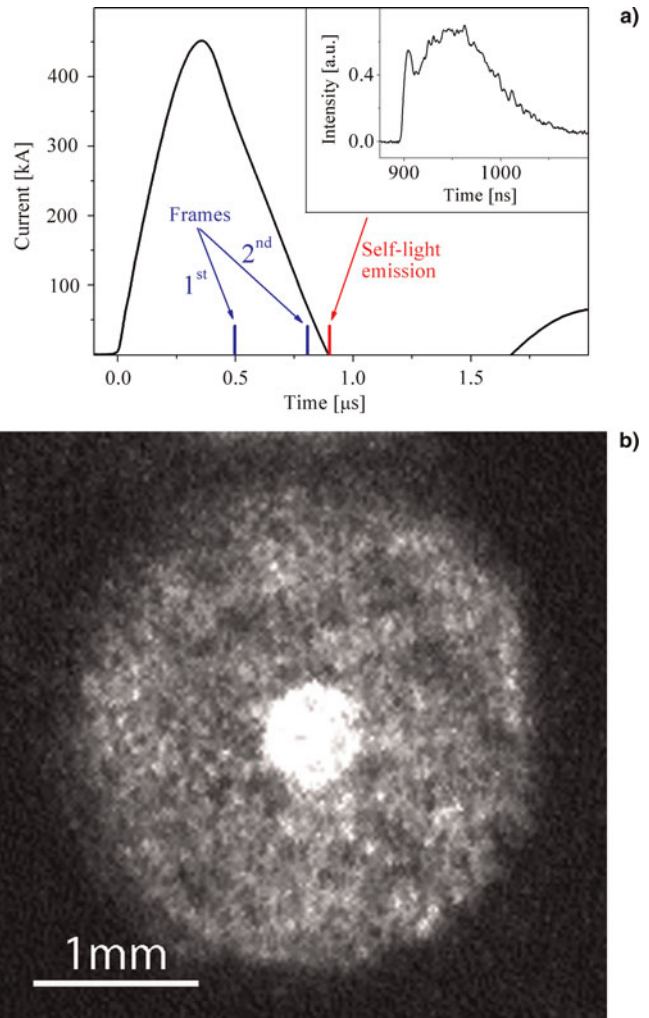 a)
400
300
200
100
Current [kA]
0.0
0.5
1.0
1.5
Time [µs]
Frames
1st
2nd
Self-light
emission
0.4
0.0
Intensity [a.u.]
900
1000
Time [ns]
b)
1mm